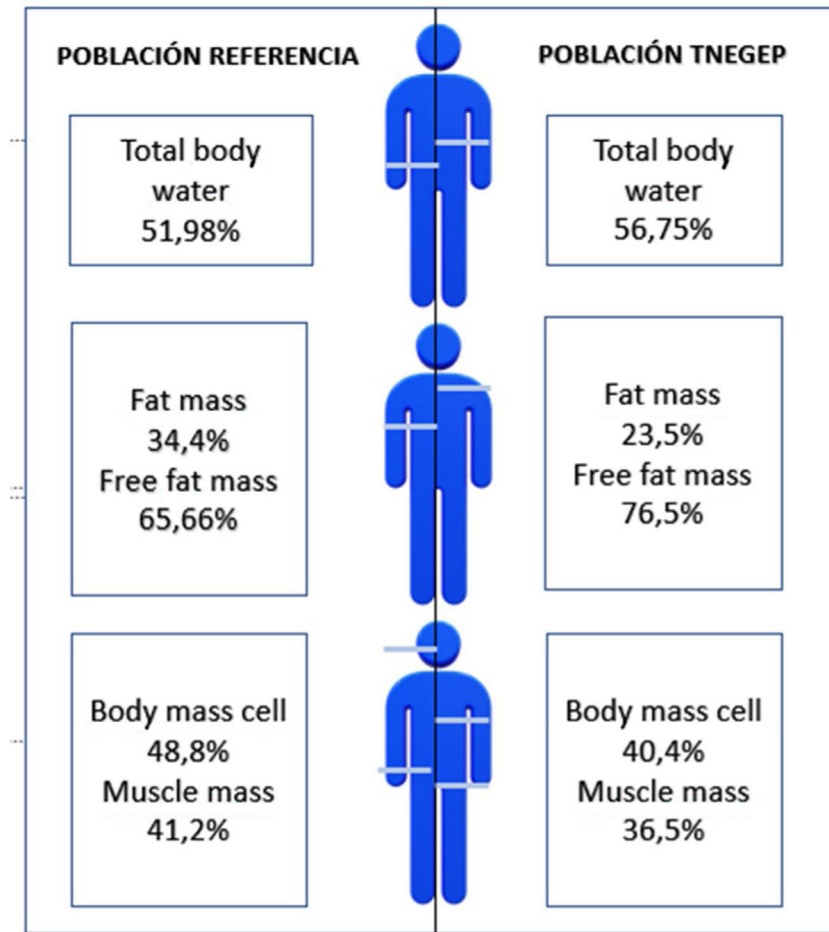 POBLACIÓN REFERENCIA
Total body
water
51,98%
Fat mass
34,4%
Free fat mass
65,66%
Body mass cell
48,8%
Muscle mass
41,2%
POBLACIÓN TNEGEP
Total body
water
56,75%
Fat mass
23,5%
Free fat mass
76,5%
Body mass cell
40,4%
Muscle mass
36,5%